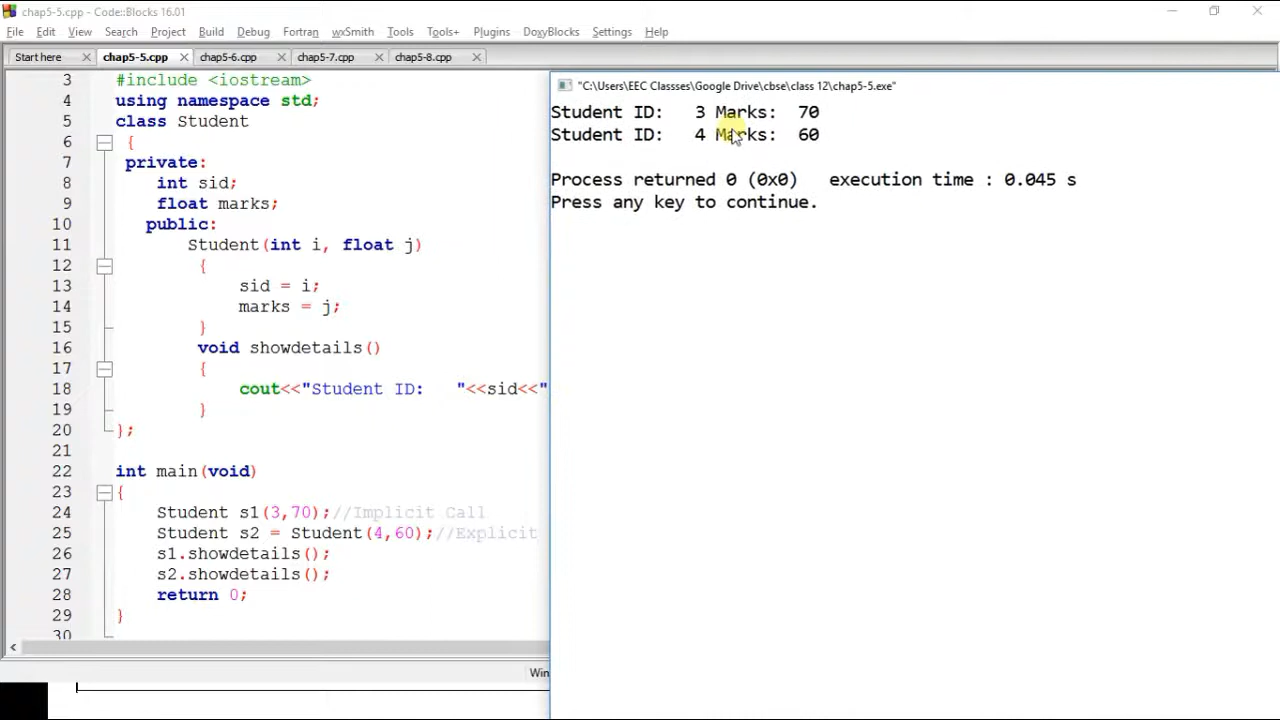 chap5-5.cpp - Code::Blocks 16.01
File Edit View Search Project Build Debug Fortran wxSmith Tools Tools+ Plugins DoxyBlocks Settings Help
Start here chap5-5.cpp chap5-6.cpp chap5-7.cpp chap5-8.cpp
3 #include <iostream>
4 using namespace std;
5 class Student
6 {
7 private:
8 int sid;
9 float marks;
10 public:
11 Student(int i, float j)
12 {
13 sid = i;
14 marks = j;
15 }
16 void showdetails()
17 {
18 cout<<"Student ID:   "<<sid<<"
19 }
20 };
21
22 int main(void)
23 {
24 Student s1(3,70);//Implicit Call
25 Student s2 = Student(4,60);//Explicit
26 s1.showdetails();
27 s2.showdetails();
28 return 0;
29 }
30
Win
"C:\Users\EEC Classses\Google Drive\cbse\class 12\chap5-5.exe"
Student ID:   3 Marks:  70
Student ID:   4 Marks:  60
Process returned 0 (0x0)   execution time : 0.045 s
Press any key to continue.